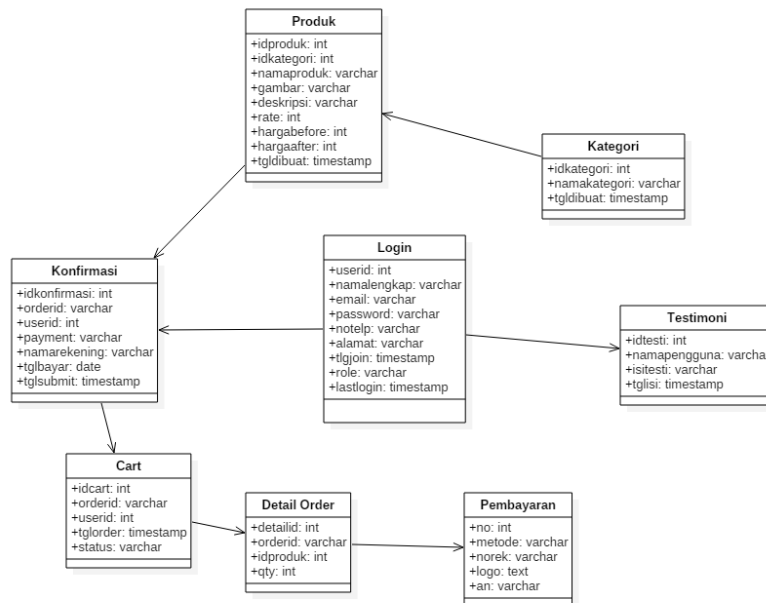 Produk
+idproduk: int
+idkategori: int
+namaproduk: varchar
+gambar: varchar
+deskripsi: varchar
+rate: int
+hargabefore: int
+hargaafter: int
+tgldibuat: timestamp
Kategori
+idkategori: int
+namakategori: varchar
+tgldibuat: timestamp
Konfirmasi
+idkonfirmasi: int
+orderid: varchar
+userid: int
+payment: varchar
+namarekening: varchar
+tglbayar: date
+tglsubmit: timestamp
Login
+userid: int
+namalengkap: varchar
+email: varchar
+password: varchar
+notelp: varchar
+alamat: varchar
+tlgjoin: timestamp
+role: varchar
+lastlogin: timestamp
Testimoni
+idtesti: int
+namapengguna: varchar
+isitesti: varchar
+tglisi: timestamp
Cart
+idcart: int
+orderid: varchar
+userid: int
+tglorder: timestamp
+status: varchar
Detail Order
+detailid: int
+orderid: varchar
+idproduk: int
+qty: int
Pembayaran
+no: int
+metode: varchar
+norek: varchar
+logo: text
+an: varchar